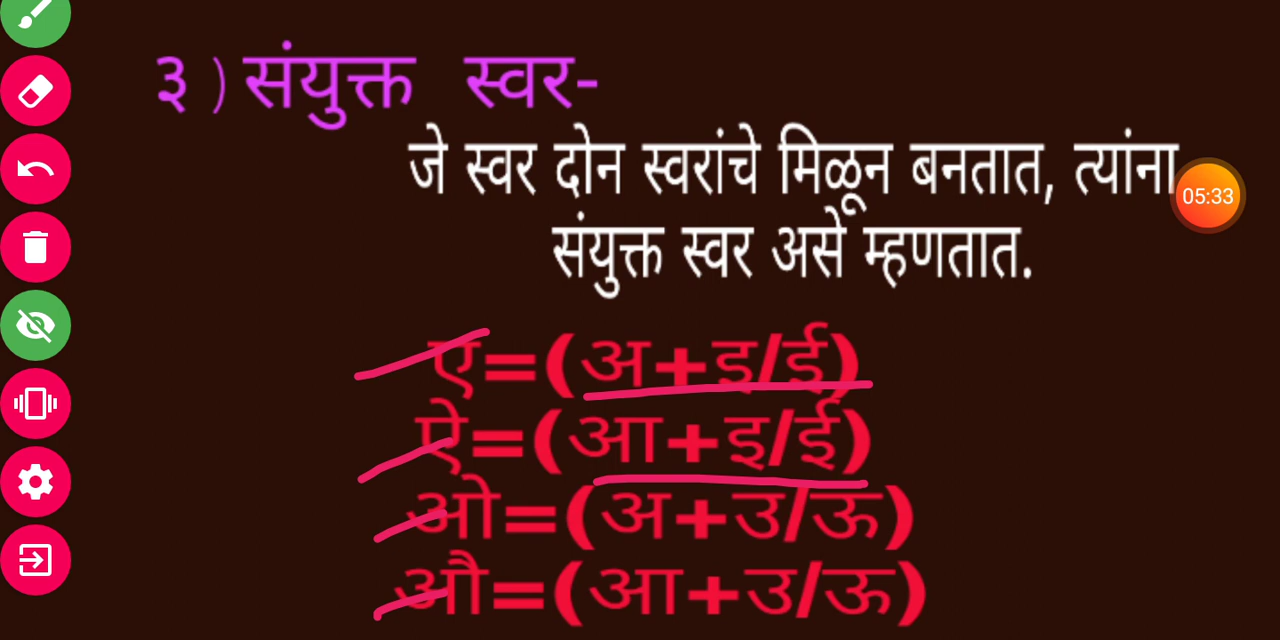 ३ ) संयुक्त स्वर-
जे स्वर दोन स्वरांचे मिळून बनतात, त्यांना
05:33
संयुक्त स्वर असे म्हणतात.
ए=(अ+इ/ई)
ऐ=(आ+इ/ई)
ओ=(अ+उ/ऊ)
औ=(आ+उ/ऊ)